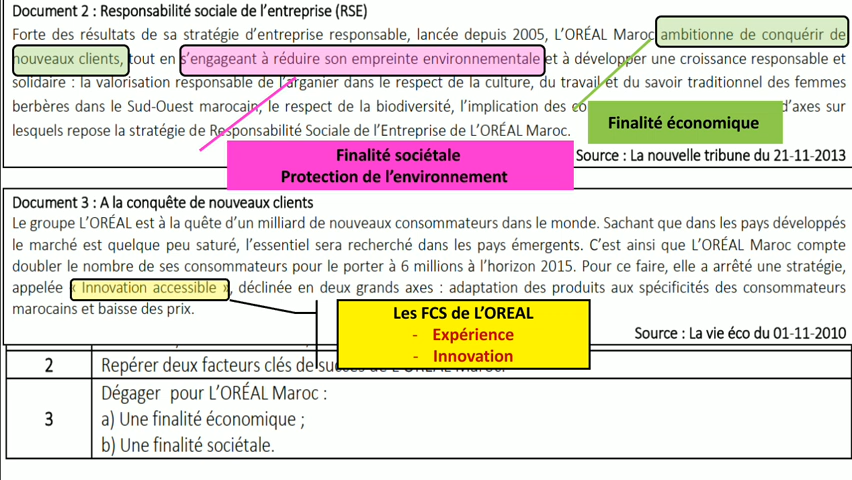 Document 2 : Responsabilité sociale de l'entreprise (RSE)
Forte des résultats de sa stratégie d'entreprise responsable, lancée depuis 2005, L'ORÉAL Maroc ambitionne de conquérir de
nouveaux clients, tout en s'engageant à réduire son empreinte environnementale et à développer une croissance responsable et
solidaire : la valorisation responsable de l'arganier dans le respect de la culture, du travail et du savoir traditionnel des femmes
berbères dans le Sud-Ouest marocain, le respect de la biodiversité, l'implication des d'axes sur
lesquels repose la stratégie de Responsabilité Sociale de l'Entreprise de L'ORÉAL Maroc.
Finalité économique
Finalité sociétale
Protection de l'environnement
Source : La nouvelle tribune du 21-11-2013
Document 3 : A la conquête de nouveaux clients
Le groupe L'ORÉAL est à la quête d'un milliard de nouveaux consommateurs dans le monde. Sachant que dans les pays développés
le marché est quelque peu saturé, l'essentiel sera recherché dans les pays émergents. C'est ainsi que L'ORÉAL Maroc compte
doubler le nombre de ses consommateurs pour le porter à 6 millions à l'horizon 2015. Pour ce faire, elle a arrêté une stratégie,
appelée « Innovation accessible », déclinée en deux grands axes : adaptation des produits aux spécificités des consommateurs
marocains et baisse des prix.
Les FCS de L'OREAL
- Expérience
- Innovation
Source : La vie éco du 01-11-2010
2 Repérer deux facteurs clés de succès de L'ORÉAL Maroc.
3 Dégager pour L'ORÉAL Maroc :
a) Une finalité économique ;
b) Une finalité sociétale.